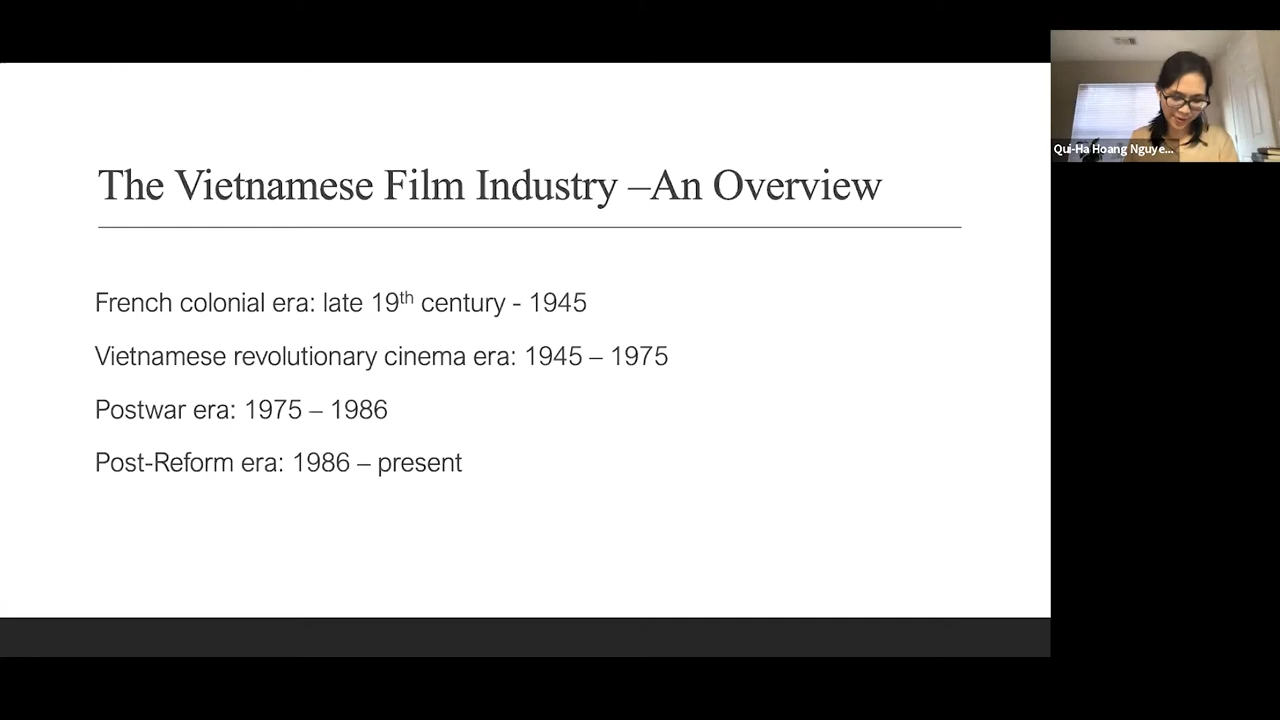 The Vietnamese Film Industry –An Overview
French colonial era: late 19th century - 1945
Vietnamese revolutionary cinema era: 1945 – 1975
Postwar era: 1975 – 1986
Post-Reform era: 1986 – present
Qui-Ha Hoang Nguye...